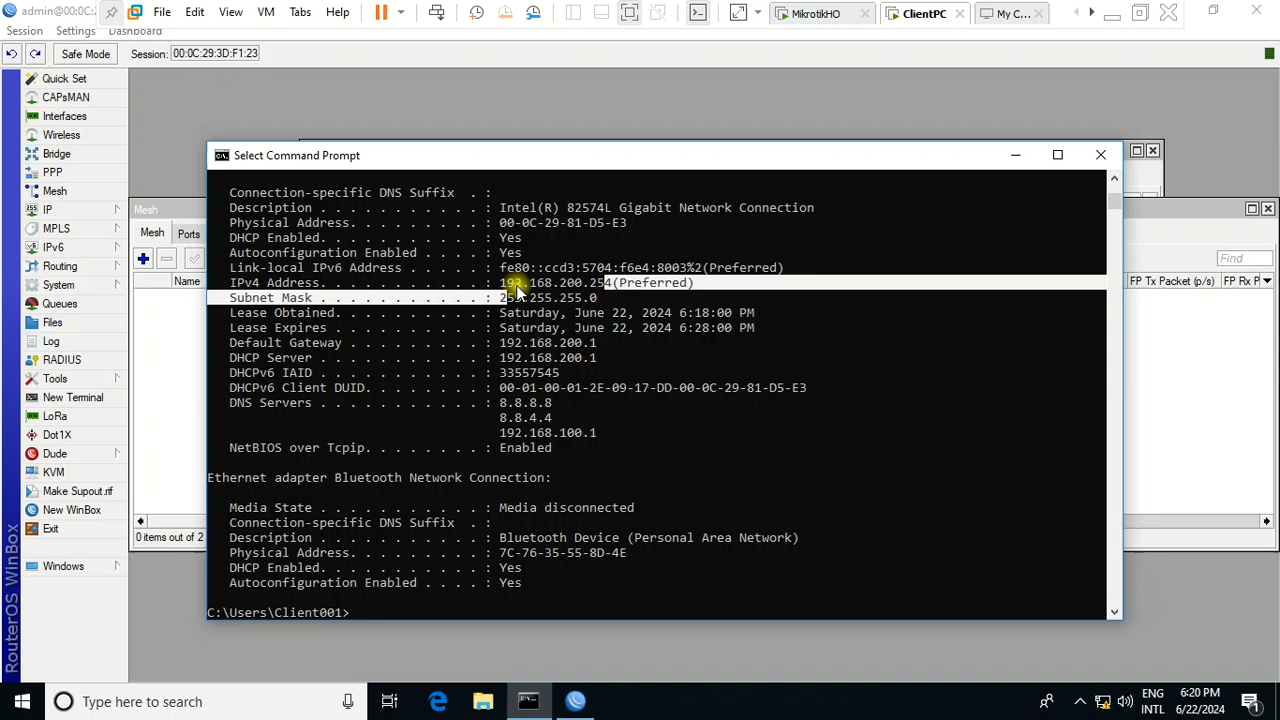 admin@00:0C:2
File Edit View VM Tabs Help
MikrotikHO
ClientPC
My C...
Session Settings Dashboard
Safe Mode Session: 00:0C:29:3D:F1:23
Quick Set
CAPsMAN
Interfaces
Wireless
Bridge
PPP
Mesh
IP
MPLS
IPv6
Routing
System
Queues
Files
Log
RADIUS
Tools
New Terminal
LoRa
Dot1X
Dude
KVM
Make Supout.rif
New WinBox
Exit
Windows
RouterOS WinBox
Mesh
Mesh Ports
Name
0 items out of 2
Find
FP Tx Packet (p/s) FP Rx P
Select Command Prompt
Connection-specific DNS Suffix . :
Description . . . . . . . . . . . : Intel(R) 82574L Gigabit Network Connection
Physical Address. . . . . . . . . : 00-0C-29-81-D5-E3
DHCP Enabled. . . . . . . . . . . : Yes
Autoconfiguration Enabled . . . . : Yes
Link-local IPv6 Address . . . . . : fe80::ccd3:5704:f6e4:8003%2(Preferred)
IPv4 Address. . . . . . . . . . . : 192.168.200.254(Preferred)
Subnet Mask . . . . . . . . . . . : 255.255.255.0
Lease Obtained. . . . . . . . . . : Saturday, June 22, 2024 6:18:00 PM
Lease Expires . . . . . . . . . . : Saturday, June 22, 2024 6:28:00 PM
Default Gateway . . . . . . . . . : 192.168.200.1
DHCP Server . . . . . . . . . . . : 192.168.200.1
DHCPv6 IAID . . . . . . . . . . . : 33557545
DHCPv6 Client DUID. . . . . . . . : 00-01-00-01-2E-09-17-DD-00-0C-29-81-D5-E3
DNS Servers . . . . . . . . . . . : 8.8.8.8
8.8.4.4
192.168.100.1
NetBIOS over Tcpip. . . . . . . . : Enabled
Ethernet adapter Bluetooth Network Connection:
Media State . . . . . . . . . . . : Media disconnected
Connection-specific DNS Suffix . :
Description . . . . . . . . . . . : Bluetooth Device (Personal Area Network)
Physical Address. . . . . . . . . : 7C-76-35-55-8D-4E
DHCP Enabled. . . . . . . . . . . : Yes
Autoconfiguration Enabled . . . . : Yes
C:\Users\Client001>
Type here to search
ENG
INTL
6:20 PM
6/22/2024
1